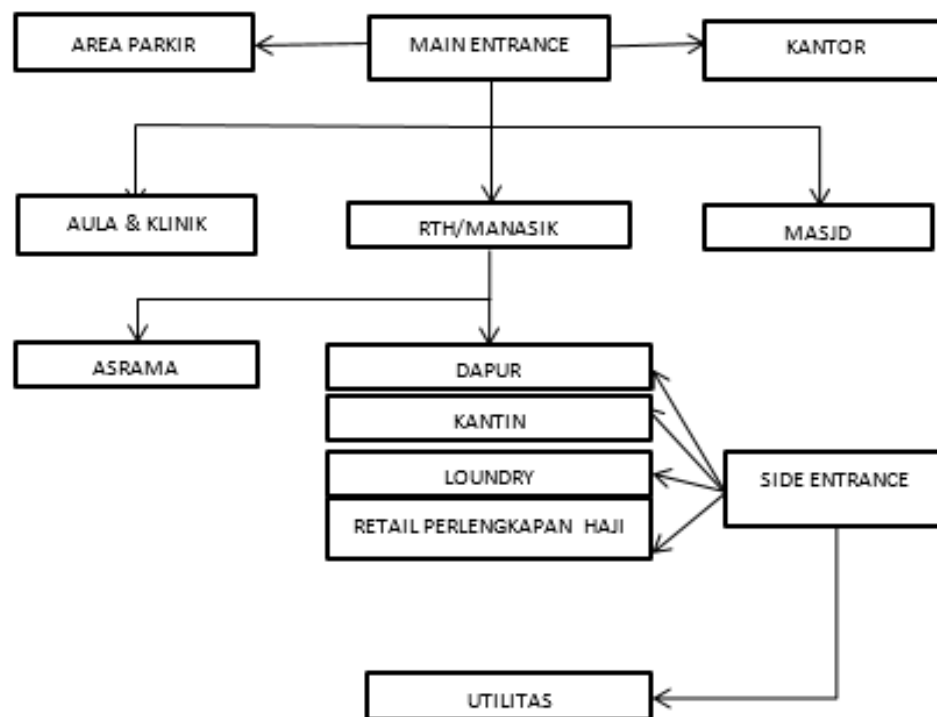 AREA PARKIR
MAIN ENTRANCE
KANTOR
AULA & KLINIK
RTH/MANASIK
MASJD
ASRAMA
DAPUR
KANTIN
LOUNDRY
SIDE ENTRANCE
RETAIL PERLENGKAPAN HAJI
UTILITAS